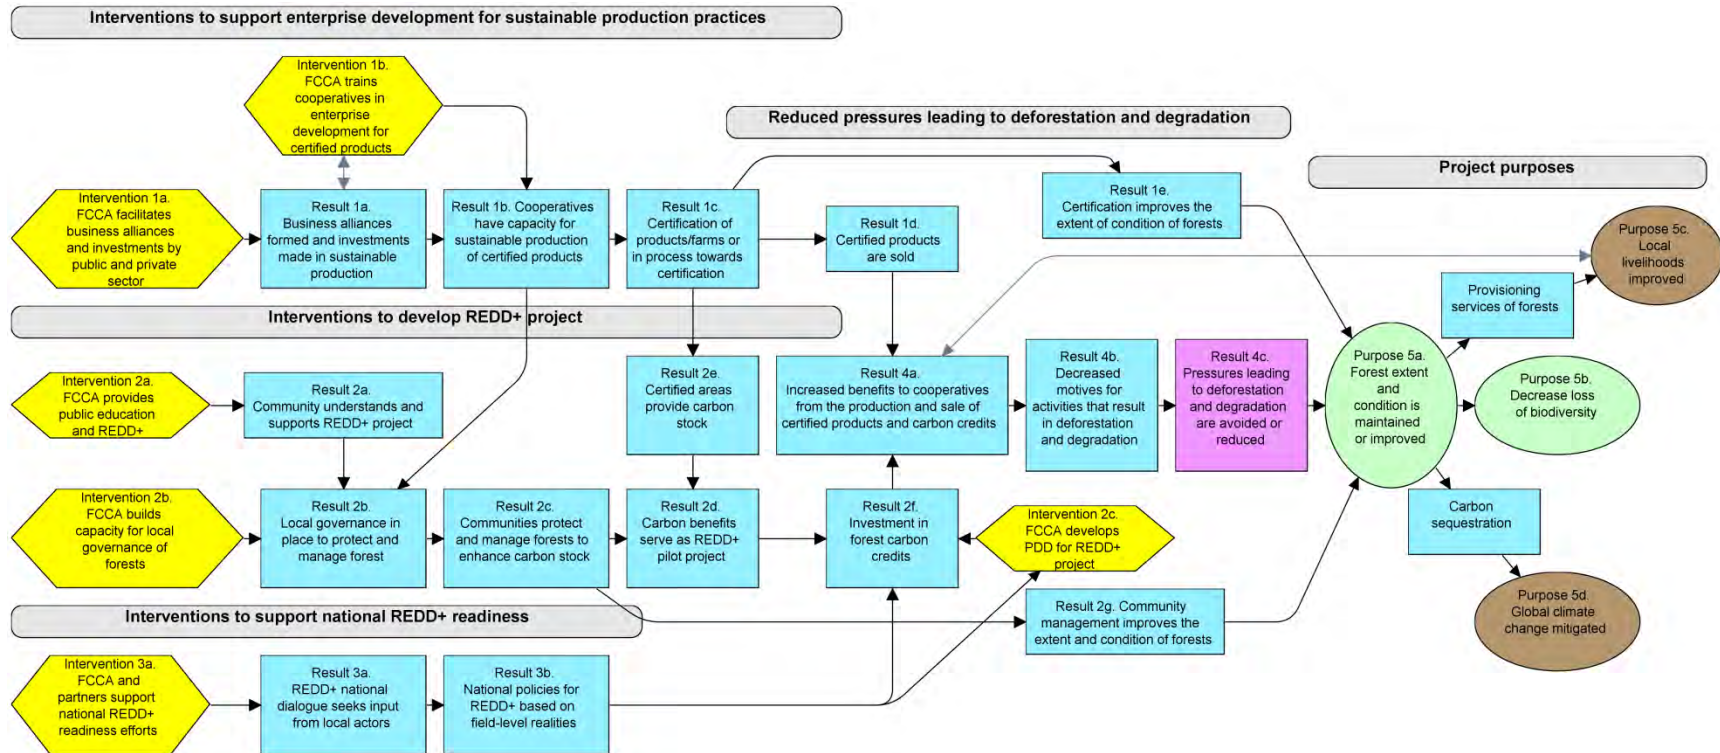 Interventions to support enterprise development for sustainable production practices
Intervention 1b.
FCCA trains
cooperatives in
enterprise
development for
certified products
Reduced pressures leading to deforestation and degradation
Project purposes
Intervention 1a.
FCCA facilitates
business alliances
and investments by
public and private
sector
Result 1a.
Business alliances
formed and investments
made in sustainable
production
Result 1b. Cooperatives
have capacity for
sustainable production
of certified products
Result 1c.
Certification of
products/farms or
in process towards
certification
Result 1d.
Certified products
are sold
Result 1e.
Certification improves the
extent of condition of forests
Purpose 5c.
Local
livelihoods
improved
Provisioning
services of forests
Interventions to develop REDD+ project
Intervention 2a.
FCCA provides
public education
and REDD+
Result 2a.
Community understands and
supports REDD+ project
Result 2e.
Certified areas
provide carbon
stock
Result 4a.
Increased benefits to cooperatives
from the production and sale of
certified products and carbon credits
Result 4b.
Decreased
motives for
activities that result
in deforestation
and degradation
Result 4c.
Pressures leading
to deforestation
and degradation
are avoided or
reduced
Purpose 5a.
Forest extent
and
condition is
maintained
or improved
Purpose 5b.
Decrease loss
of biodiversity
Intervention 2b.
FCCA builds
capacity for local
governance of
forests
Result 2b.
Local governance in
place to protect and
manage forest
Result 2c.
Communities protect
and manage forests to
enhance carbon stock
Result 2d.
Carbon benefits
serve as REDD+
pilot project
Result 2f.
Investment in
forest carbon
credits
Intervention 2c.
FCCA develops
PDD for REDD+
project
Carbon
sequestration
Result 2g. Community
management improves the
extent and condition of forests
Purpose 5d.
Global climate
change mitigated
Interventions to support national REDD+ readiness
Intervention 3a.
FCCA and
partners support
national REDD+
readiness efforts
Result 3a.
REDD+ national
dialogue seeks input
from local actors
Result 3b.
National policies for
REDD+ based on
field-level realities